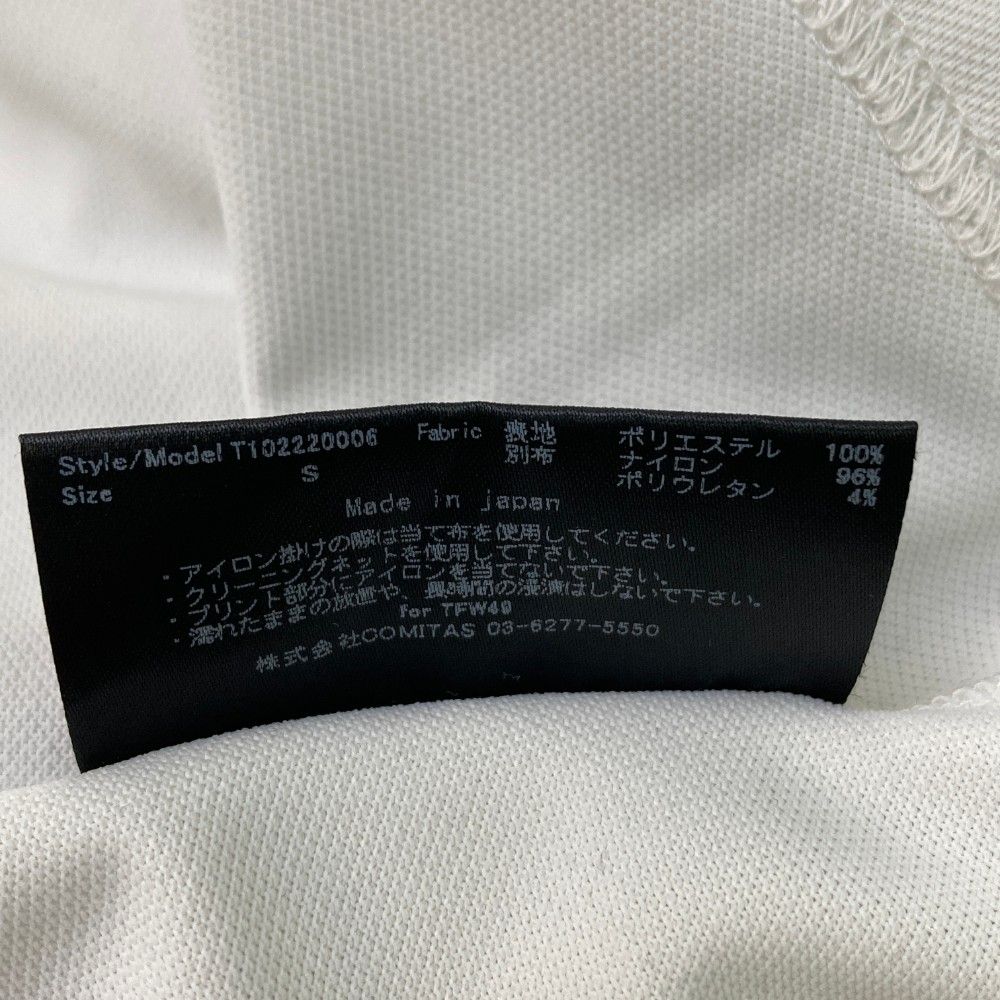 Style/Model T102220006 Fabric 表地 ポリエステル 100%
Size S 別布 ナイロン 96%
ポリウレタン 4%
Made in japan
・アイロン掛けの際は当て布を使用してください。
・クリーニングネットを使用して下さい。
・プリント部分にアイロンを当てないで下さい。
・濡れたままの放置や、長時間の浸漬はしないで下さい。
for TFW49
株式会社COMITAS 03-6277-5550